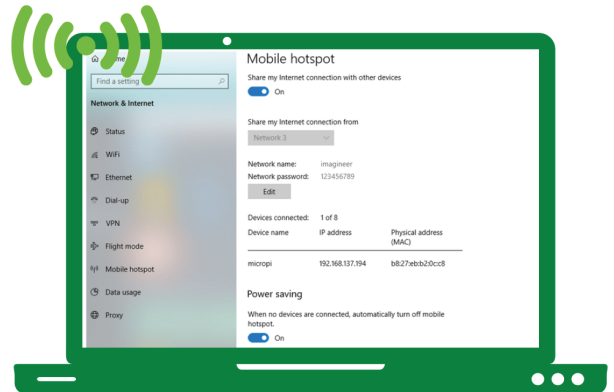 Mobile hotspot
Share my Internet connection with other devices
On
Find a setting
Network & Internet
Share my Internet connection from
Network 3
Status
WiFi
Ethernet
Dial-up
VPN
Flight mode
Mobile hotspot
Data usage
Proxy
Network name: imagineer
Network password: 123456789
Edit
Devices connected: 1 of 8
Device name IP address Physical address
(MAC)
micropi 192.168.137.194 b8:27:eb:b2:0c:c8
Power saving
When no devices are connected, automatically turn off mobile
hotspot.
On